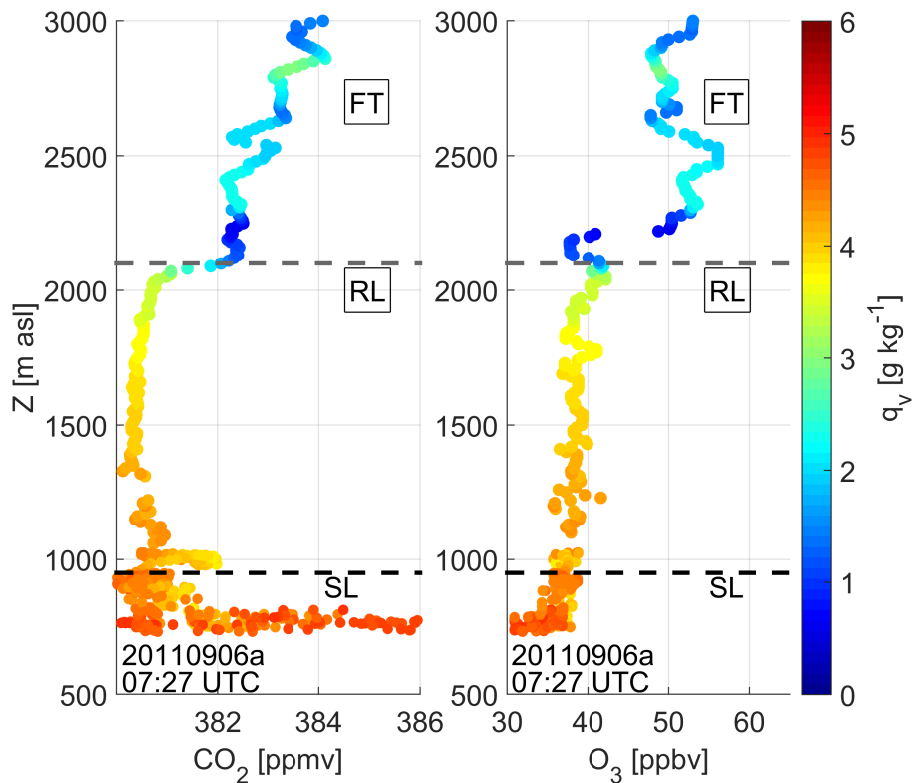 3000
2500
2000
1500
1000
500
Z [m asl]
FT
RL
SL
20110906a
07:27 UTC
382
384
386
CO2 [ppmv]
FT
RL
SL
20110906a
07:27 UTC
3000
2500
2000
1500
1000
500
30
40
50
60
O3 [ppbv]
6
5
4
3
2
1
0
qv [g kg-1]